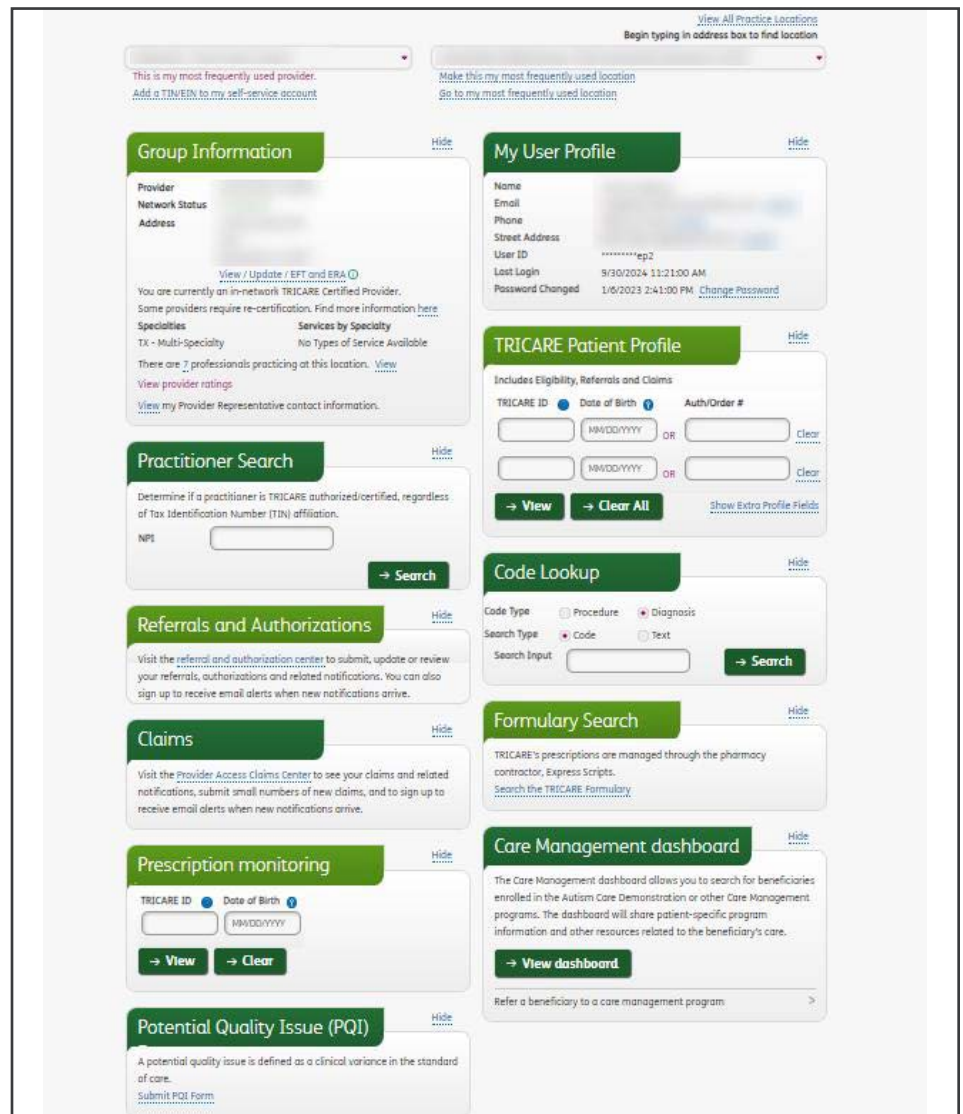 View All Practice Locations
Begin typing in address box to find location
This is my most frequently used provider.
Add a TIN/EIN to my self-service account
Make this my most frequently used location
Go to my most frequently used location
Group Information
Hide
Provider
Network Status
Address
View / Update / EFT and ERA
You are currently an in-network TRICARE Certified Provider.
Some providers require re-certification. Find more information here
Specialties Services by Specialty
TX - Multi-Specialty No Types of Service Available
There are 7 professionals practicing at this location. View
View provider ratings
View my Provider Representative contact information.
Practitioner Search
Hide
Determine if a practitioner is TRICARE authorized/certified, regardless
of Tax Identification Number (TIN) affiliation.
NPI
→ Search
Referrals and Authorizations
Hide
Visit the referral and authorization center to submit, update or review
your referrals, authorizations and related notifications. You can also
sign up to receive email alerts when new notifications arrive.
Claims
Hide
Visit the Provider Access Claims Center to see your claims and related
notifications, submit small numbers of new claims, and to sign up to
receive email alerts when new notifications arrive.
Prescription monitoring
Hide
TRICARE ID Date of Birth ?
MM/DD/YYYY
→ View → Clear
Potential Quality Issue (PQI)
Hide
A potential quality issue is defined as a clinical variance in the standard
of care.
Submit PQI Form
My User Profile
Hide
Name
Email
Phone
Street Address
User ID *********ep2
Last Login 9/30/2024 11:21:00 AM
Password Changed 1/6/2023 2:41:00 PM Change Password
TRICARE Patient Profile
Hide
Includes Eligibility, Referrals and Claims
TRICARE ID Date of Birth ? Auth/Order #
MM/DD/YYYY OR Clear
MM/DD/YYYY OR Clear
→ View → Clear All Show Extra Profile Fields
Code Lookup
Hide
Code Type Procedure Diagnosis
Search Type Code Text
Search Input → Search
Formulary Search
Hide
TRICARE's prescriptions are managed through the pharmacy
contractor, Express Scripts.
Search the TRICARE Formulary
Care Management dashboard
Hide
The Care Management dashboard allows you to search for beneficiaries
enrolled in the Autism Care Demonstration or other Care Management
programs. The dashboard will share patient-specific program
information and other resources related to the beneficiary's care.
→ View dashboard
Refer a beneficiary to a care management program >